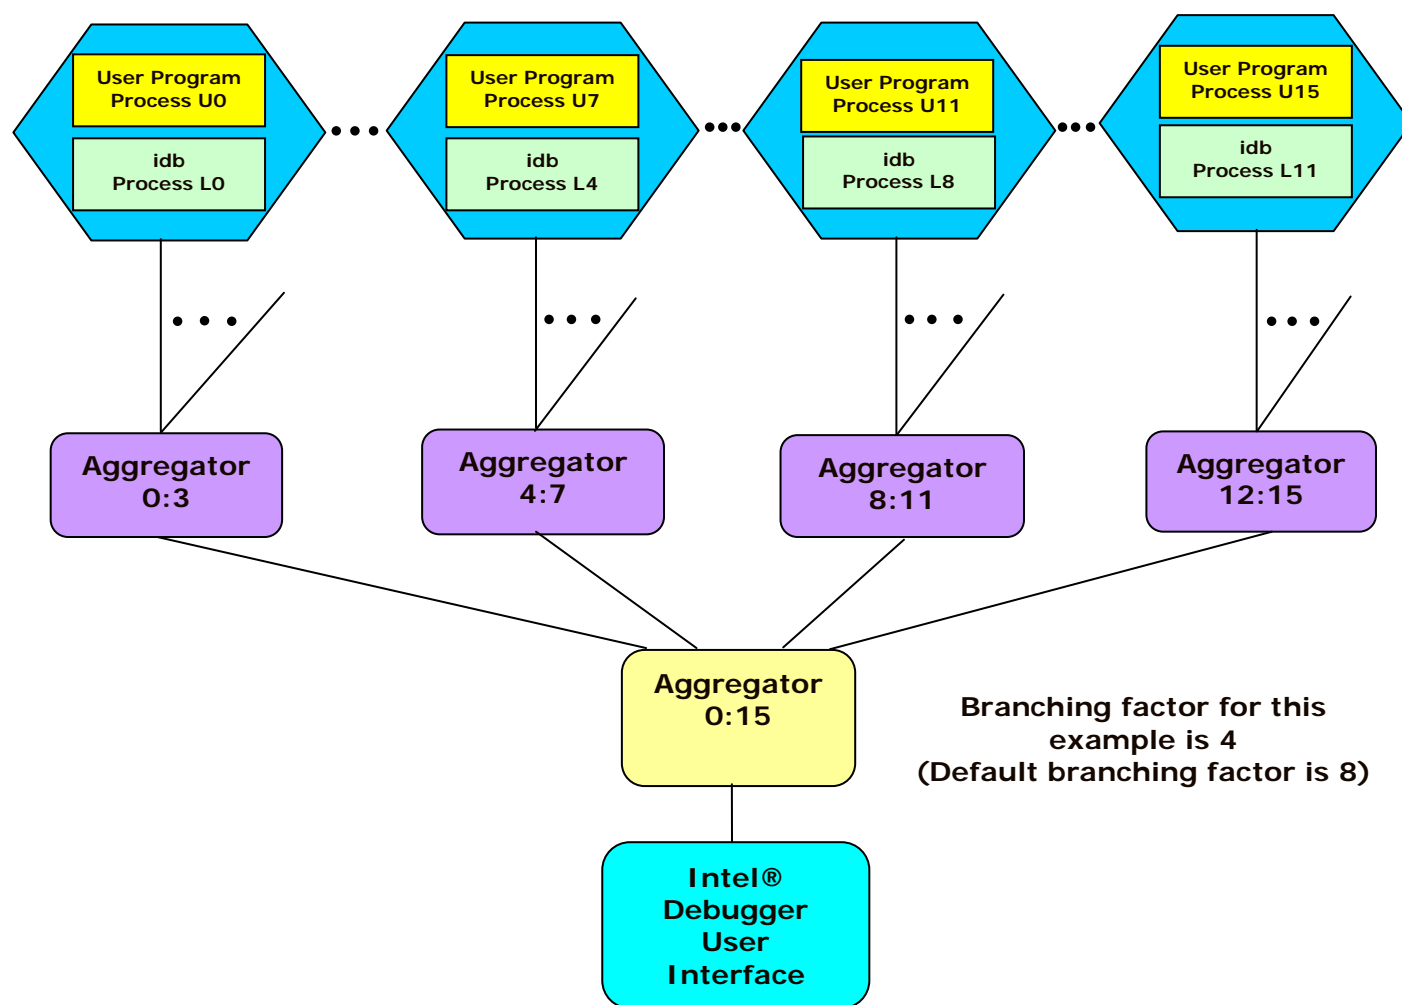 User Program
Process U0
idb
Process L0
User Program
Process U7
idb
Process L4
User Program
Process U11
idb
Process L8
User Program
Process U15
idb
Process L11
Aggregator
0:3
Aggregator
4:7
Aggregator
8:11
Aggregator
12:15
Aggregator
0:15
Branching factor for this
example is 4
(Default branching factor is 8)
Intel®
Debugger
User
Interface